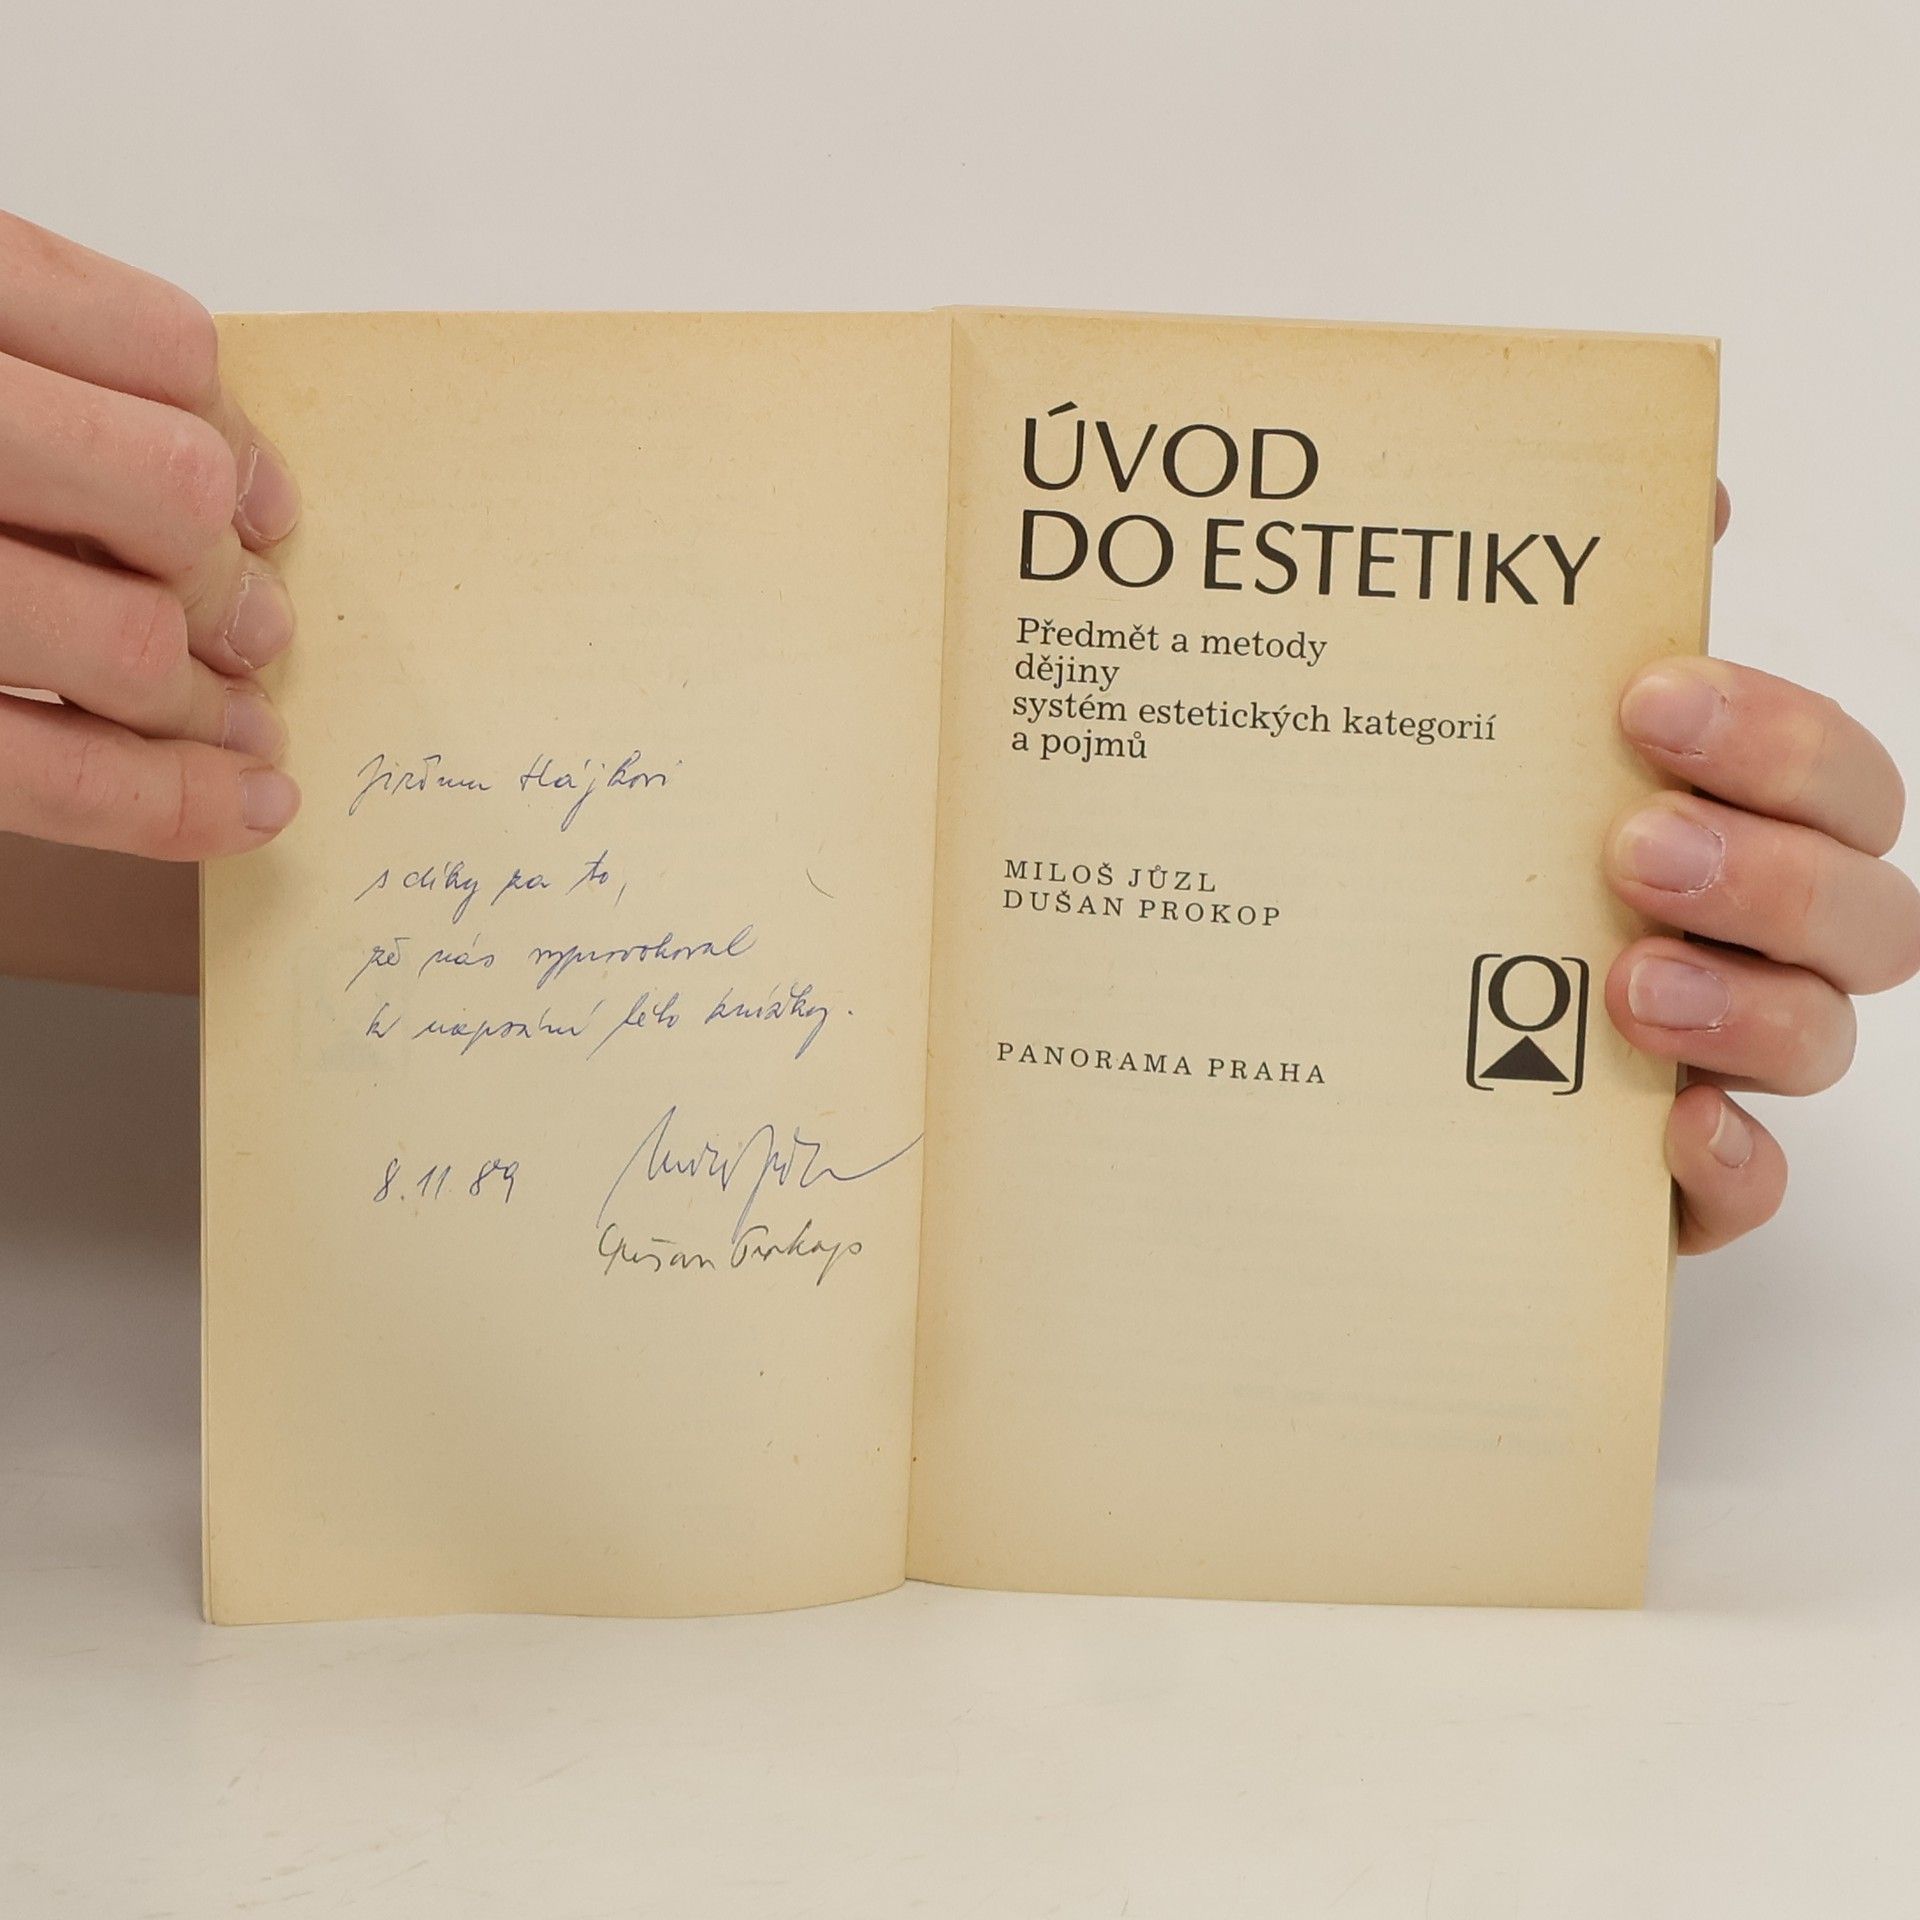 Jiřímu Hájkovi
s díky za to,
že nás vyprovokoval
k napsání této knížky.
8.11.89
Dušan Prokop
ÚVOD
DO ESTETIKY
Předmět a metody
dějiny
systém estetických kategorií
a pojmů
MILOŠ JŮZL
DUŠAN PROKOP
PANORAMA PRAHA